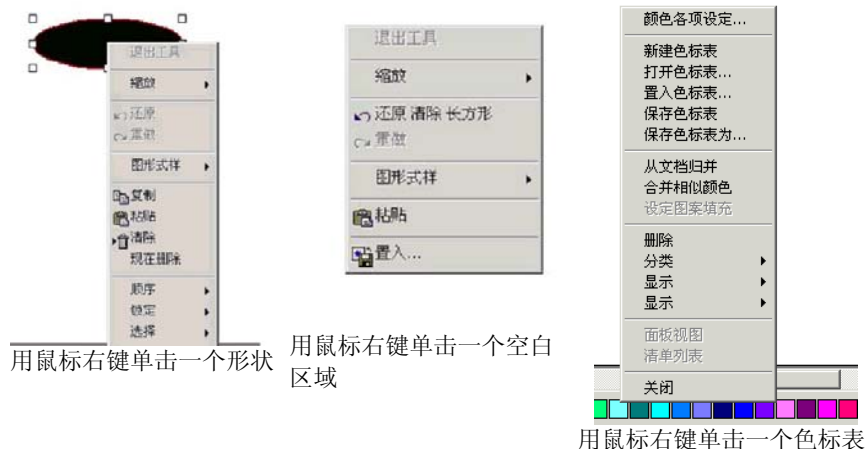 退出工具
缩放
还原
重做
图形式样
复制
粘贴
清除
现在删除
顺序
锁定
选择
用鼠标右键单击一个形状
退出工具
缩放
还原 清除 长方形
重做
图形式样
粘贴
置入...
用鼠标右键单击一个空白
区域
颜色各项设定...
新建色标表
打开色标表...
置入色标表...
保存色标表
保存色标表为...
从文档归并
合并相似颜色
设定图案填充
删除
分类
显示
显示
面板视图
清单列表
关闭
用鼠标右键单击一个色标表